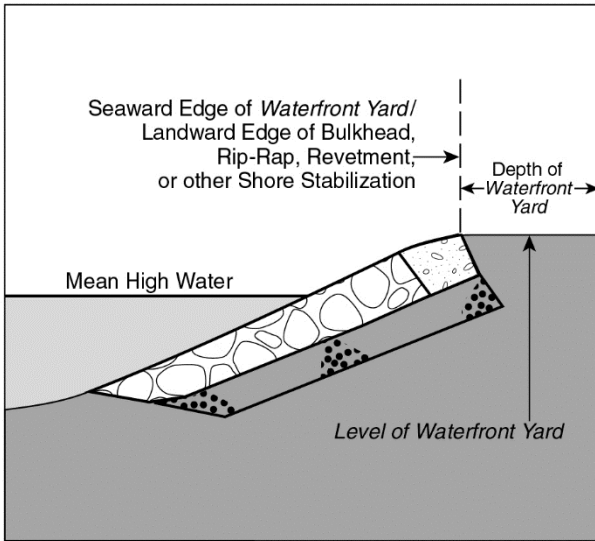 Seaward Edge of Waterfront Yard/
Landward Edge of Bulkhead,
Rip-Rap, Revetment,
or other Shore Stabilization
Depth of
Waterfront
Yard
Mean High Water
Level of Waterfront Yard